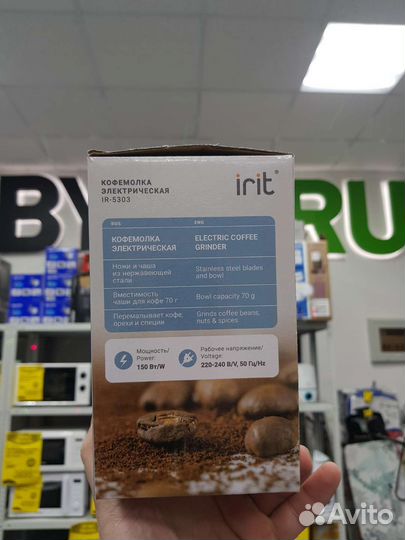 BY
RU
КОФЕМОЛКА
ЭЛЕКТРИЧЕСКАЯ
IR-5303
irit
RUS
ENG
КОФЕМОЛКА
ЭЛЕКТРИЧЕСКАЯ
ELECTRIC COFFEE
GRINDER
Ножи и чаша
из нержавеющей
стали
Stainless steel blades
and bowl
Вместимость
чаши для кофе 70 г
Bowl capacity 70 g
Перемалывает кофе,
орехи и специи
Grinds coffee beans,
nuts & spices
Мощность/
Power:
150 Вт/W
Рабочее напряжение/
Voltage:
220-240 В/V, 50 Гц/Hz
Avito